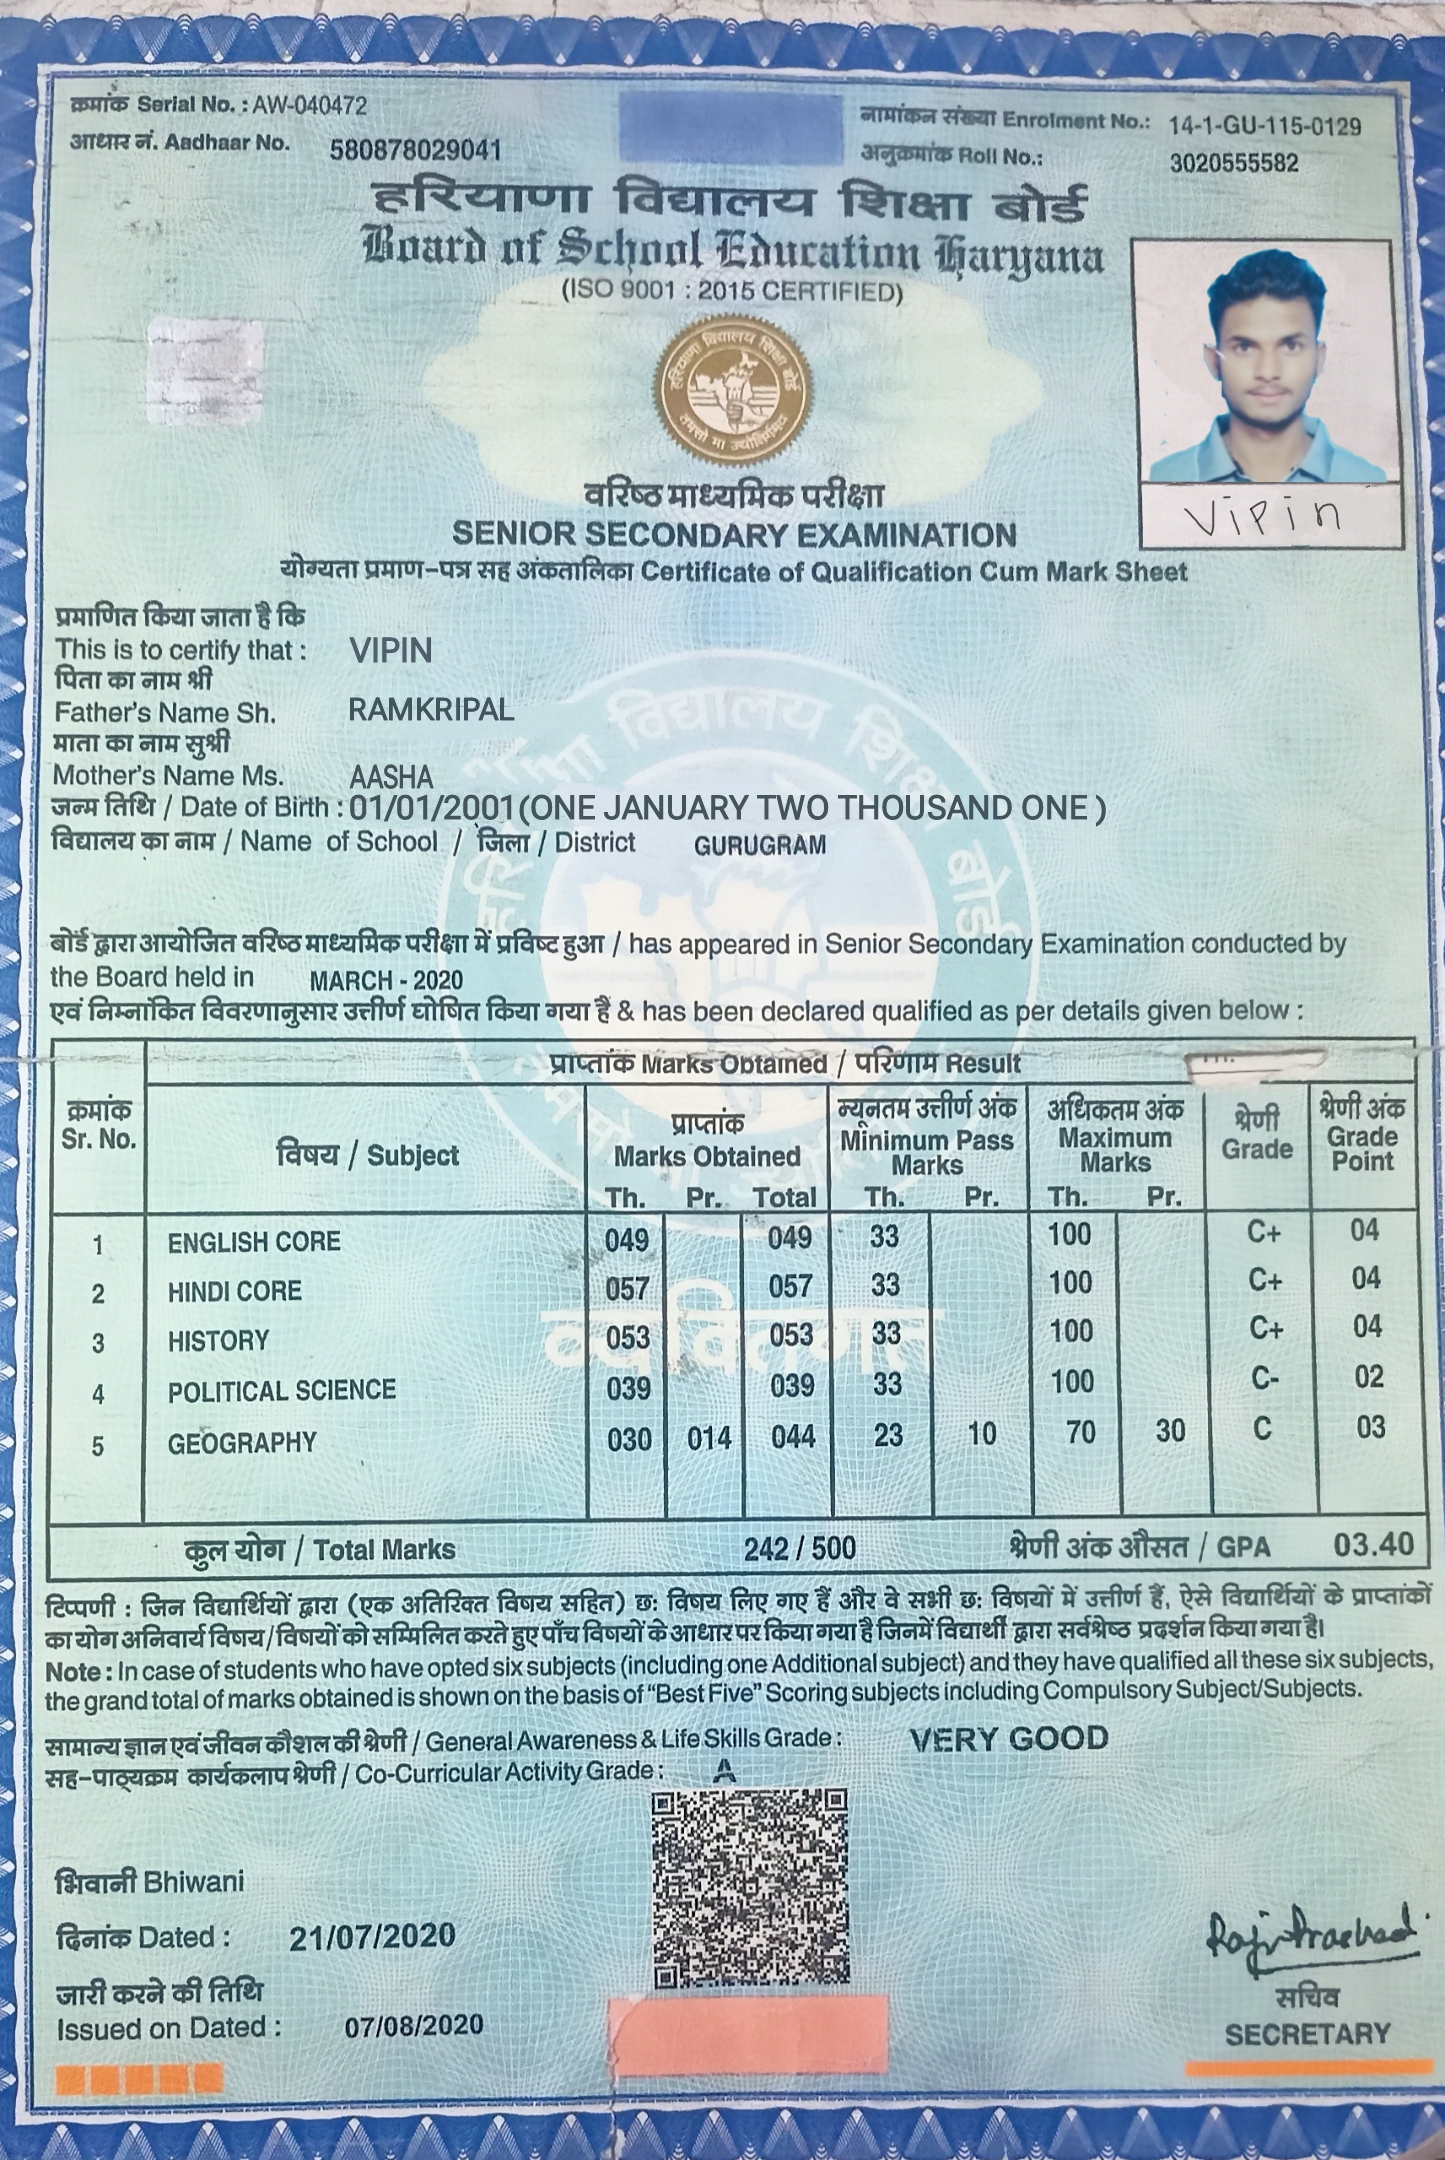 क्रमांक Serial No. : AW-040472
नामांकन संख्या Enrolment No.: 14-1-GU-115-0129
आधार नं. Aadhaar No. 580878029041
अनुक्रमांक Roll No.: 3020555582
हरियाणा विद्यालय शिक्षा बोर्ड
Board of School Education Haryana
(ISO 9001 : 2015 CERTIFIED)
हरियाणा विद्यालय शिक्षा बोर्ड
तमसो मा ज्योतिर्गमय
Vipin
वरिष्ठ माध्यमिक परीक्षा
SENIOR SECONDARY EXAMINATION
योग्यता प्रमाण-पत्र सह अंकतालिका Certificate of Qualification Cum Mark Sheet
प्रमाणित किया जाता है कि
This is to certify that : VIPIN
पिता का नाम श्री
Father's Name Sh. RAMKRIPAL
माता का नाम सुश्री
Mother's Name Ms. AASHA
जन्म तिथि / Date of Birth : 01/01/2001(ONE JANUARY TWO THOUSAND ONE )
विद्यालय का नाम / Name of School / जिला / District GURUGRAM
बोर्ड द्वारा आयोजित वरिष्ठ माध्यमिक परीक्षा में प्रविष्ट हुआ / has appeared in Senior Secondary Examination conducted by
the Board held in MARCH - 2020
एवं निम्नांकित विवरणानुसार उत्तीर्ण घोषित किया गया है & has been declared qualified as per details given below :
प्राप्तांक Marks Obtained / परिणाम Result
क्रमांक Sr. No. विषय / Subject प्राप्तांक Marks Obtained न्यूनतम उत्तीर्ण अंक Minimum Pass Marks अधिकतम अंक Maximum Marks श्रेणी Grade श्रेणी अंक Grade Point
Th. Pr. Total Th. Pr. Th. Pr.
1 ENGLISH CORE 049 049 33 100 C+ 04
2 HINDI CORE 057 057 33 100 C+ 04
व्यक्तिगत
3 HISTORY 053 053 33 100 C+ 04
4 POLITICAL SCIENCE 039 039 33 100 C- 02
5 GEOGRAPHY 030 014 044 23 10 70 30 C 03
कुल योग / Total Marks 242 / 500 श्रेणी अंक औसत / GPA 03.40
टिप्पणी : जिन विद्यार्थियों द्वारा (एक अतिरिक्त विषय सहित) छः विषय लिए गए हैं और वे सभी छः विषयों में उत्तीर्ण हैं, ऐसे विद्यार्थियों के प्राप्तांकों
का योग अनिवार्य विषय/विषयों को सम्मिलित करते हुए पाँच विषयों के आधार पर किया गया है जिनमें विद्यार्थी द्वारा सर्वश्रेष्ठ प्रदर्शन किया गया है।
Note : In case of students who have opted six subjects (including one Additional subject) and they have qualified all these six subjects,
the grand total of marks obtained is shown on the basis of "Best Five" Scoring subjects including Compulsory Subject/Subjects.
सामान्य ज्ञान एवं जीवन कौशल की श्रेणी / General Awareness & Life Skills Grade : VERY GOOD
सह-पाठ्यक्रम कार्यकलाप श्रेणी / Co-Curricular Activity Grade : A
भिवानी Bhiwani
दिनांक Dated : 21/07/2020
जारी करने की तिथि
Issued on Dated : 07/08/2020
Rajiv Prashad
सचिव
SECRETARY